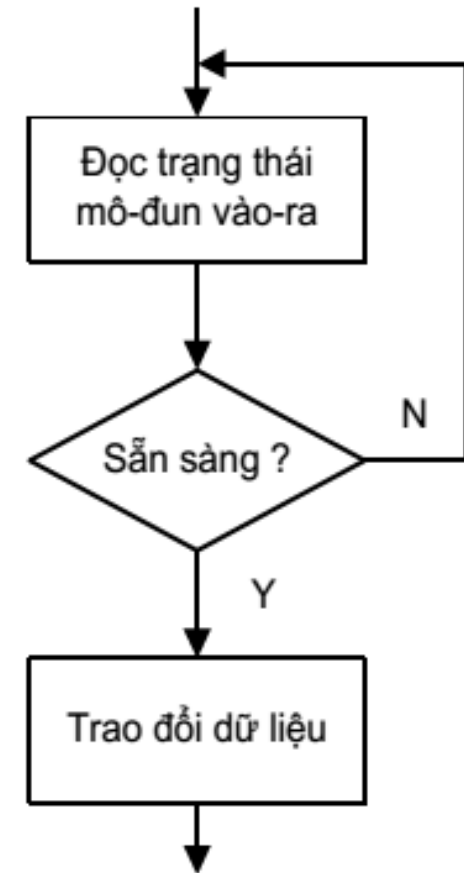 Đọc trạng thái
mô-đun vào-ra
Sẵn sàng ?
N
Y
Trao đổi dữ liệu